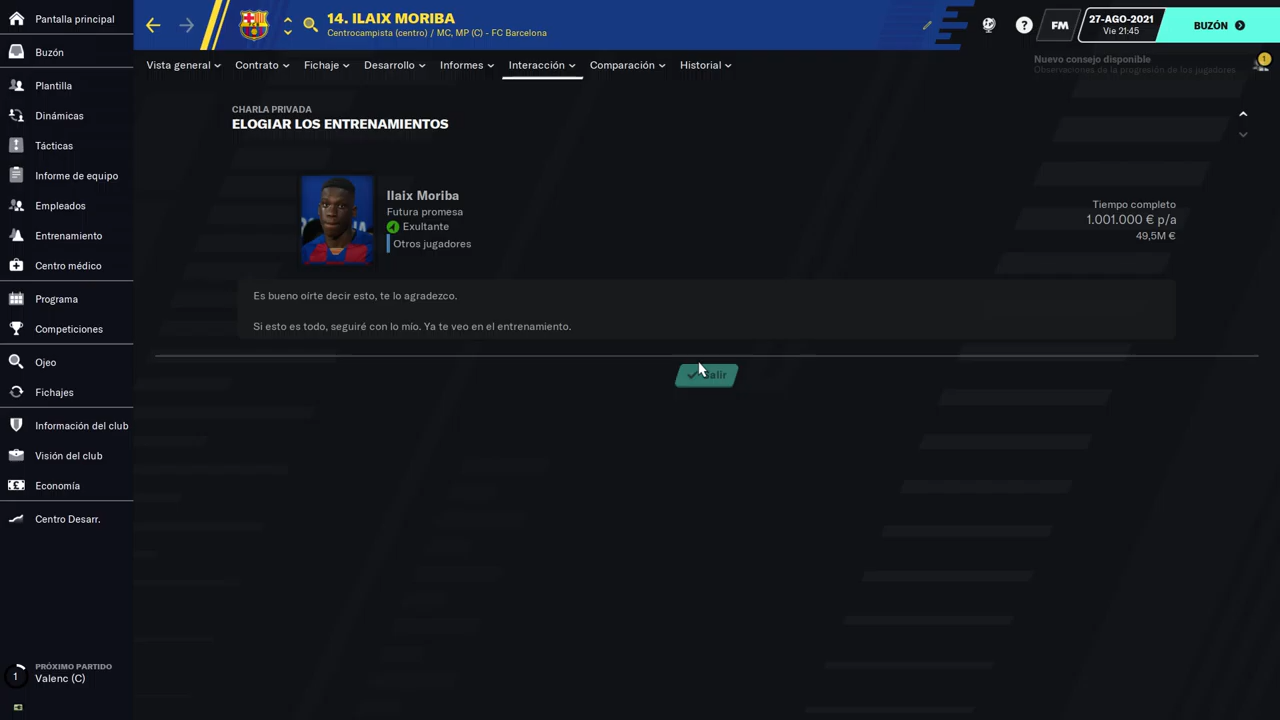 Pantalla principal
Buzón
Plantilla
Dinámicas
Tácticas
Informe de equipo
Empleados
Entrenamiento
Centro médico
Programa
Competiciones
Ojeo
Fichajes
Información del club
Visión del club
Economía
Centro Desarr.
1
PRÓXIMO PARTIDO
Valenc (C)
14. ILAIX MORIBA
Centrocampista (centro) / MC, MP (C) - FC Barcelona
?
FM
27-AGO-2021
Vie 21:45
BUZÓN
Vista general
Contrato
Fichaje
Desarrollo
Informes
Interacción
Comparación
Historial
Nuevo consejo disponible
Observaciones de la progresión de los jugadores
1
CHARLA PRIVADA
ELOGIAR LOS ENTRENAMIENTOS
Ilaix Moriba
Futura promesa
Exultante
Otros jugadores
Tiempo completo
1.001.000 € p/a
49,5M €
Es bueno oírte decir esto, te lo agradezco.
Si esto es todo, seguiré con lo mío. Ya te veo en el entrenamiento.
Salir